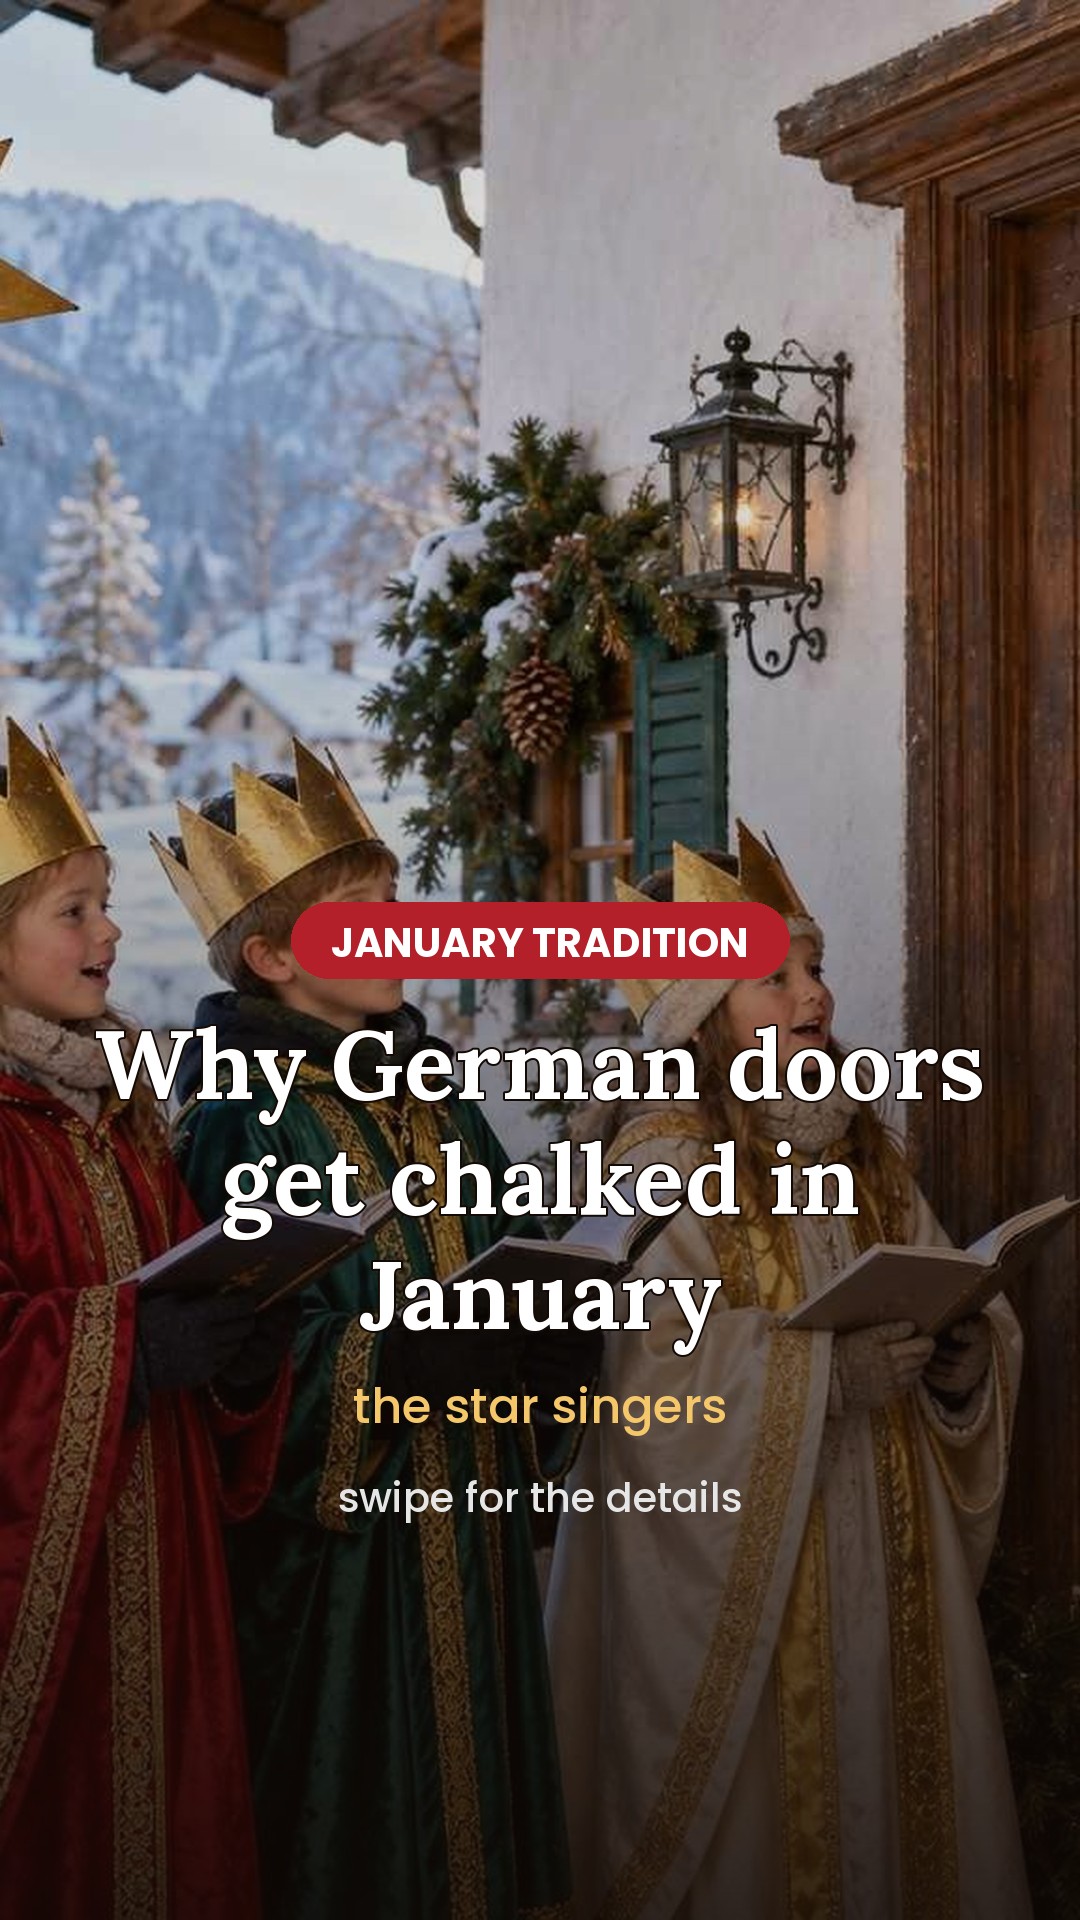 JANUARY TRADITION
Why German doors
get chalked in
January
the star singers
swipe for the details